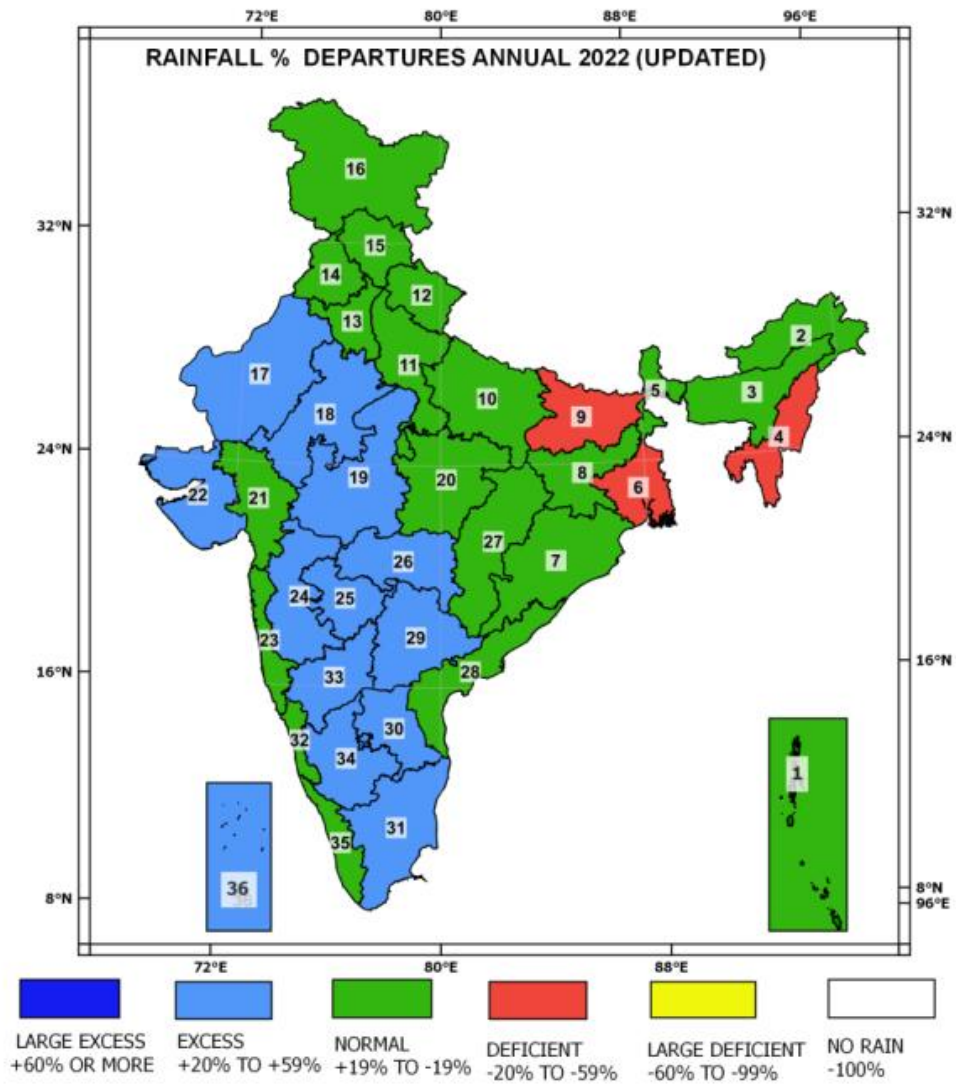 72°E 80°E 88°E 96°E
RAINFALL % DEPARTURES ANNUAL 2022 (UPDATED)
16
32°N 32°N
15
14
12
13
2
11
17
5 3
10
18 9
4
24°N 24°N
19 20 8
6
22 21
27
7
26
24 25
29
23
16°N 16°N
28
33
30
32
34
1
31
35
36
8°N 8°N
96°E
72°E 80°E 88°E
LARGE EXCESS
+60% OR MORE
EXCESS
+20% TO +59%
NORMAL
+19% TO -19%
DEFICIENT
-20% TO -59%
LARGE DEFICIENT
-60% TO -99%
NO RAIN
-100%